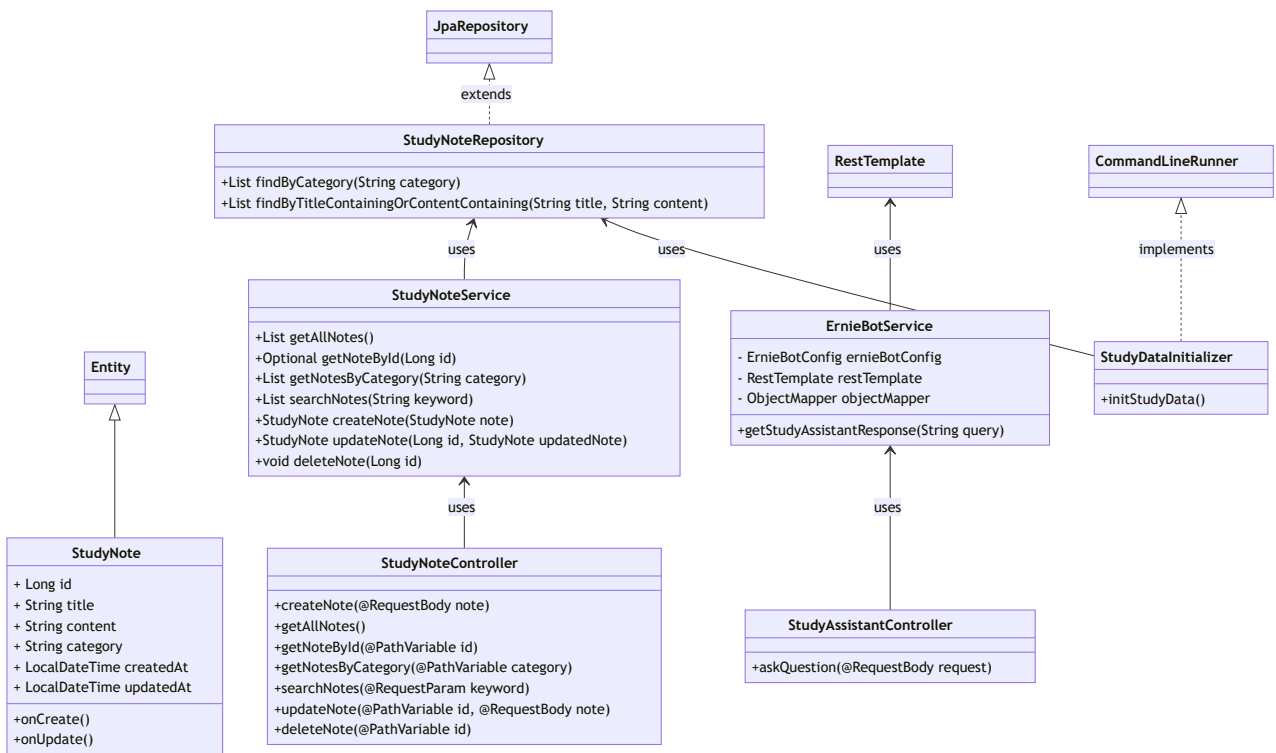 JpaRepository
extends
StudyNoteRepository
+List findByCategory(String category)
+List findByTitleContainingOrContentContaining(String title, String content)
RestTemplate
CommandLineRunner
uses
uses
uses
implements
StudyNoteService
+List getAllNotes()
+Optional getNoteById(Long id)
+List getNotesByCategory(String category)
+List searchNotes(String keyword)
+StudyNote createNote(StudyNote note)
+StudyNote updateNote(Long id, StudyNote updatedNote)
+void deleteNote(Long id)
ErnieBotService
- ErnieBotConfig ernieBotConfig
- RestTemplate restTemplate
- ObjectMapper objectMapper
+getStudyAssistantResponse(String query)
StudyDataInitializer
+initStudyData()
Entity
uses
uses
StudyNote
+ Long id
+ String title
+ String content
+ String category
+ LocalDateTime createdAt
+ LocalDateTime updatedAt
+onCreate()
+onUpdate()
StudyNoteController
+createNote(@RequestBody note)
+getAllNotes()
+getNoteById(@PathVariable id)
+getNotesByCategory(@PathVariable category)
+searchNotes(@RequestParam keyword)
+updateNote(@PathVariable id, @RequestBody note)
+deleteNote(@PathVariable id)
StudyAssistantController
+askQuestion(@RequestBody request)